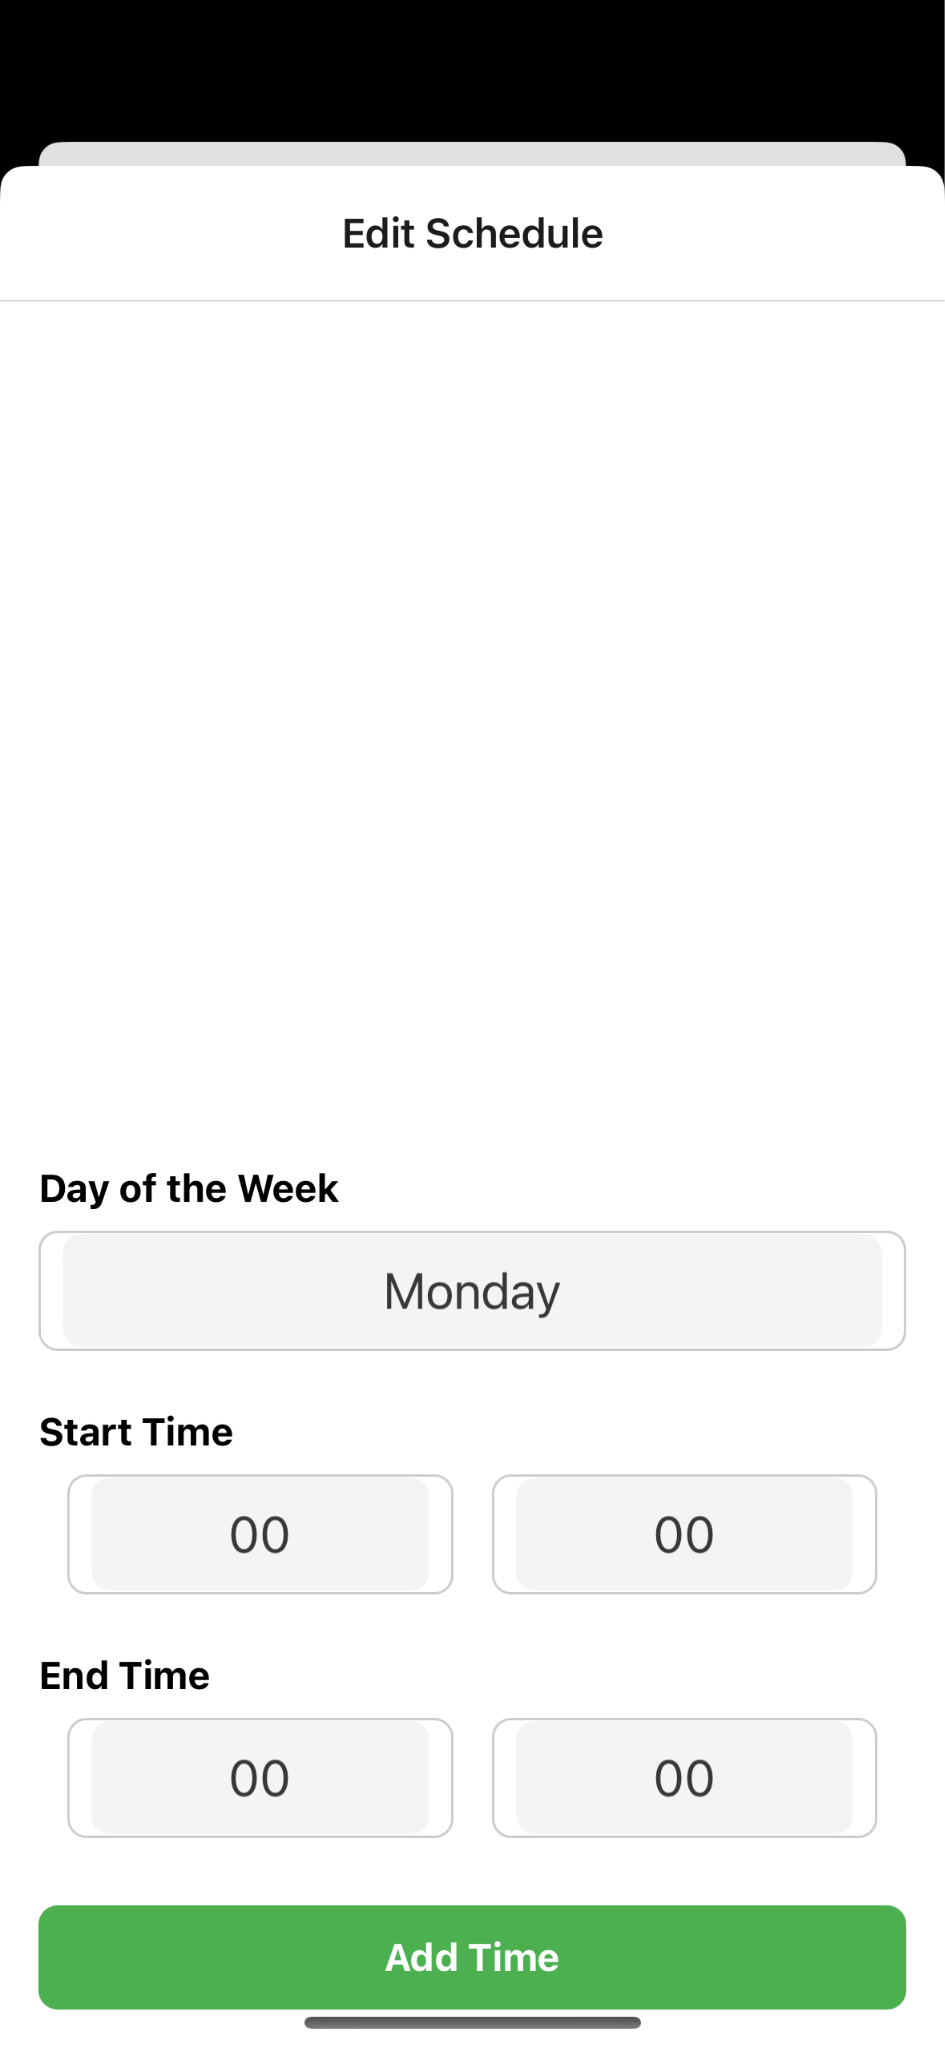 Edit Schedule
Day of the Week
Monday
Start Time
00 00
End Time
00 00
Add Time